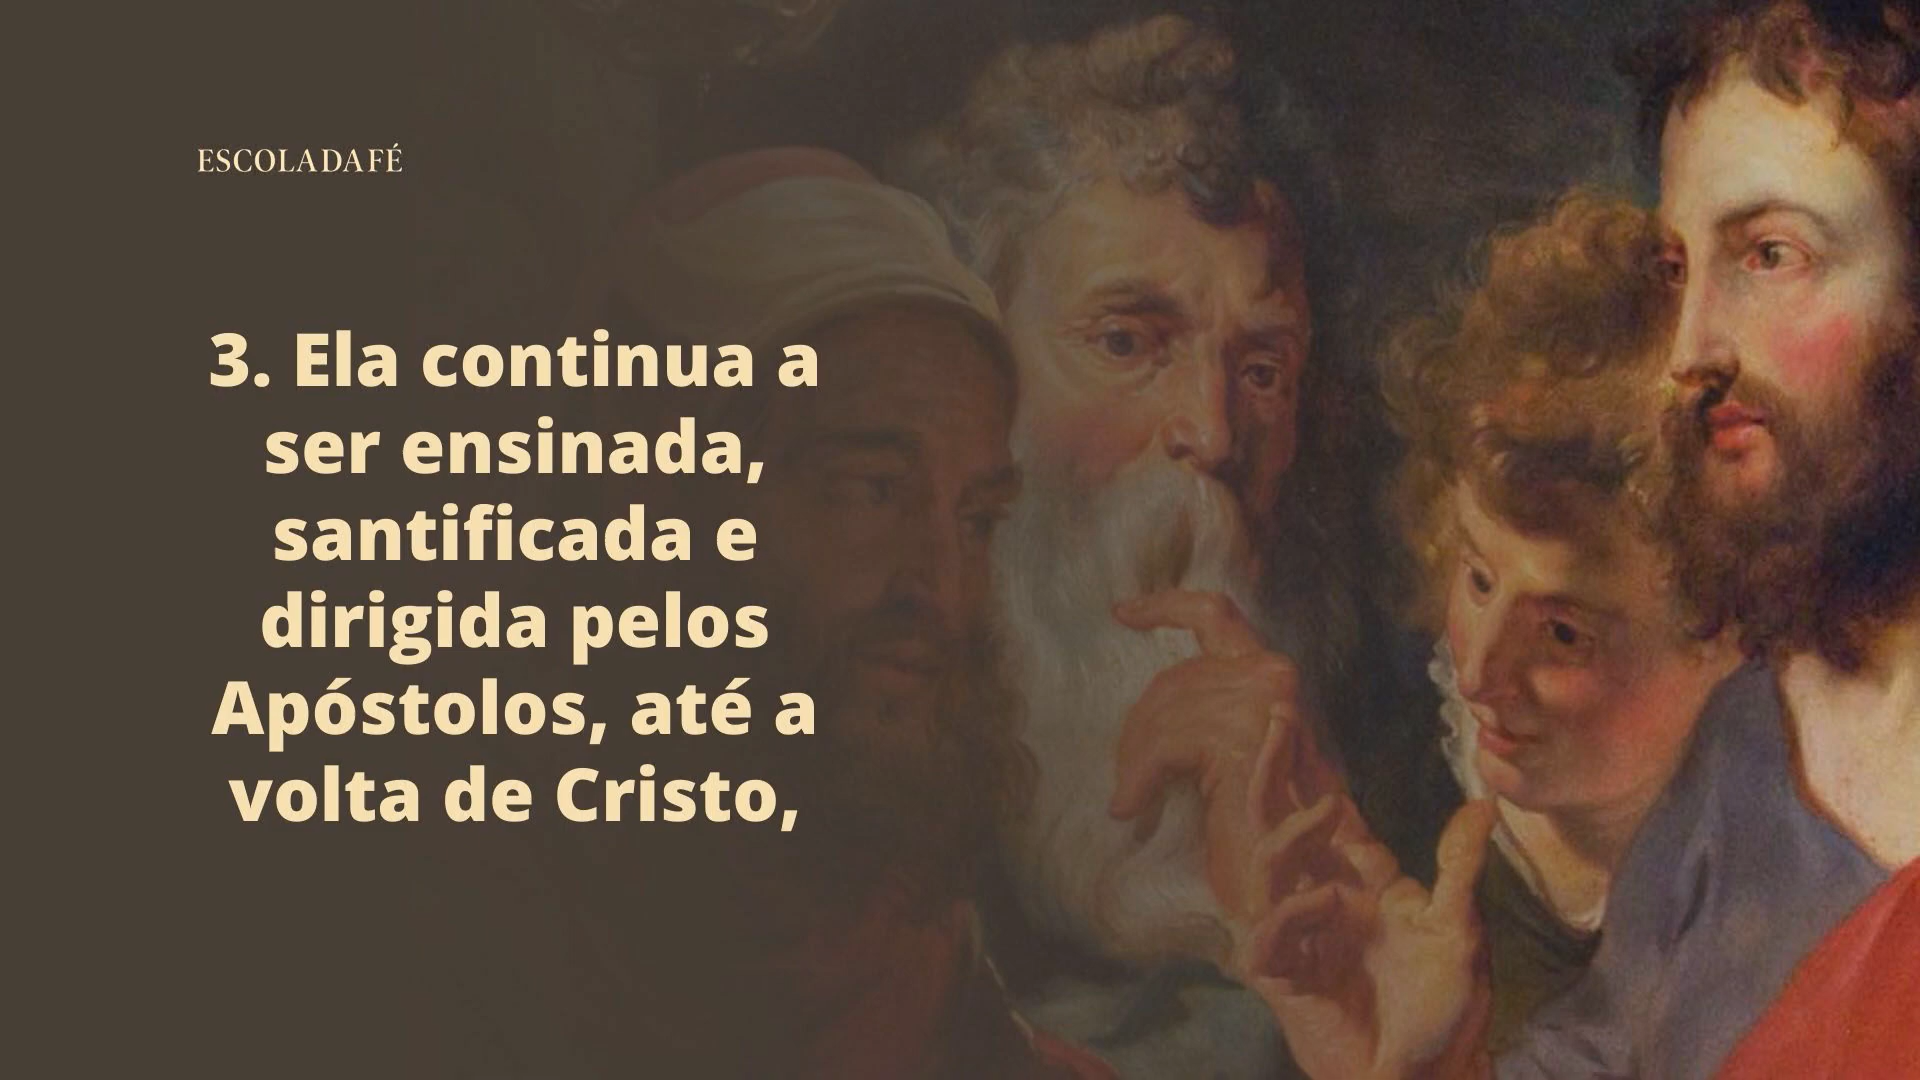 ESCOLADAFÉ
3. Ela continua a
ser ensinada,
santificada e
dirigida pelos
Apóstolos, até a
volta de Cristo,